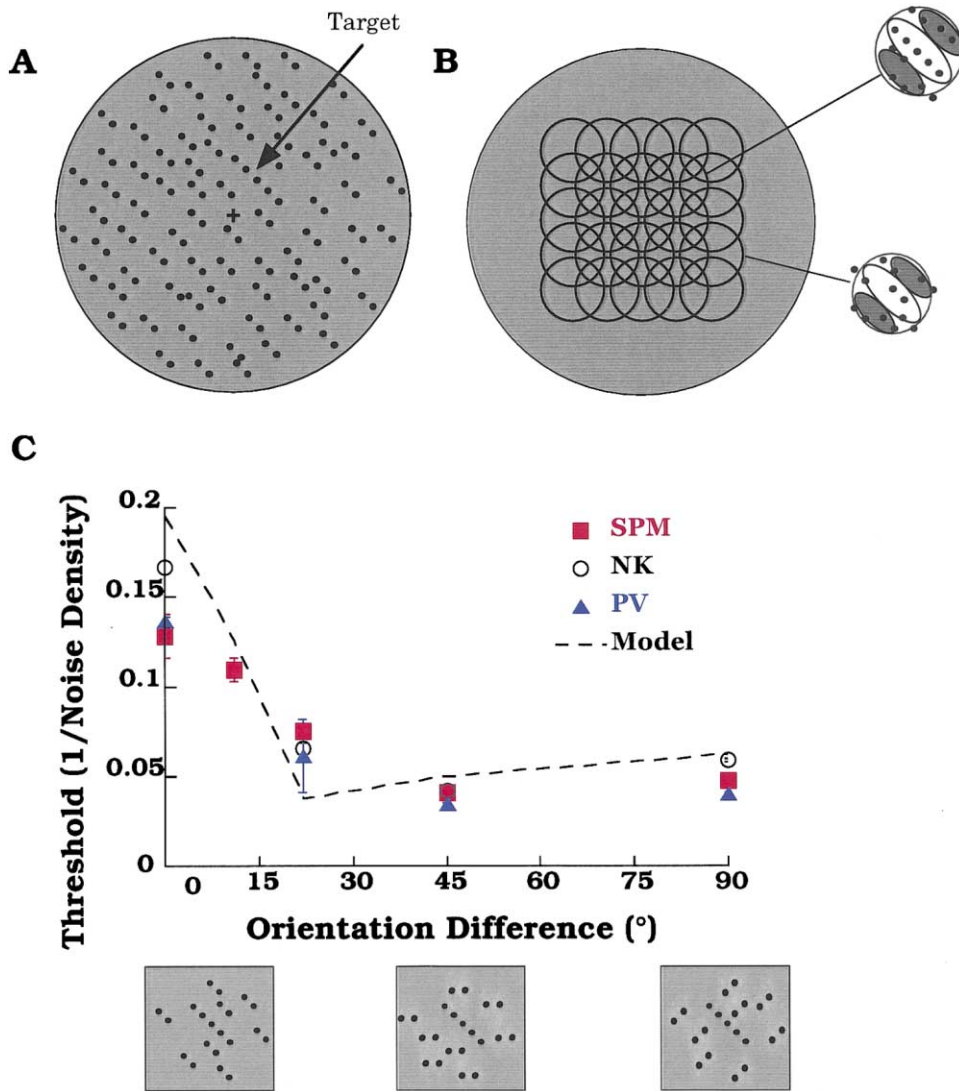 Target
A
B
C
Threshold (1/Noise Density)
0.2
0.15
0.1
0.05
0
SPM
NK
PV
Model
0 15 30 45 60 75 90
Orientation Difference (°)